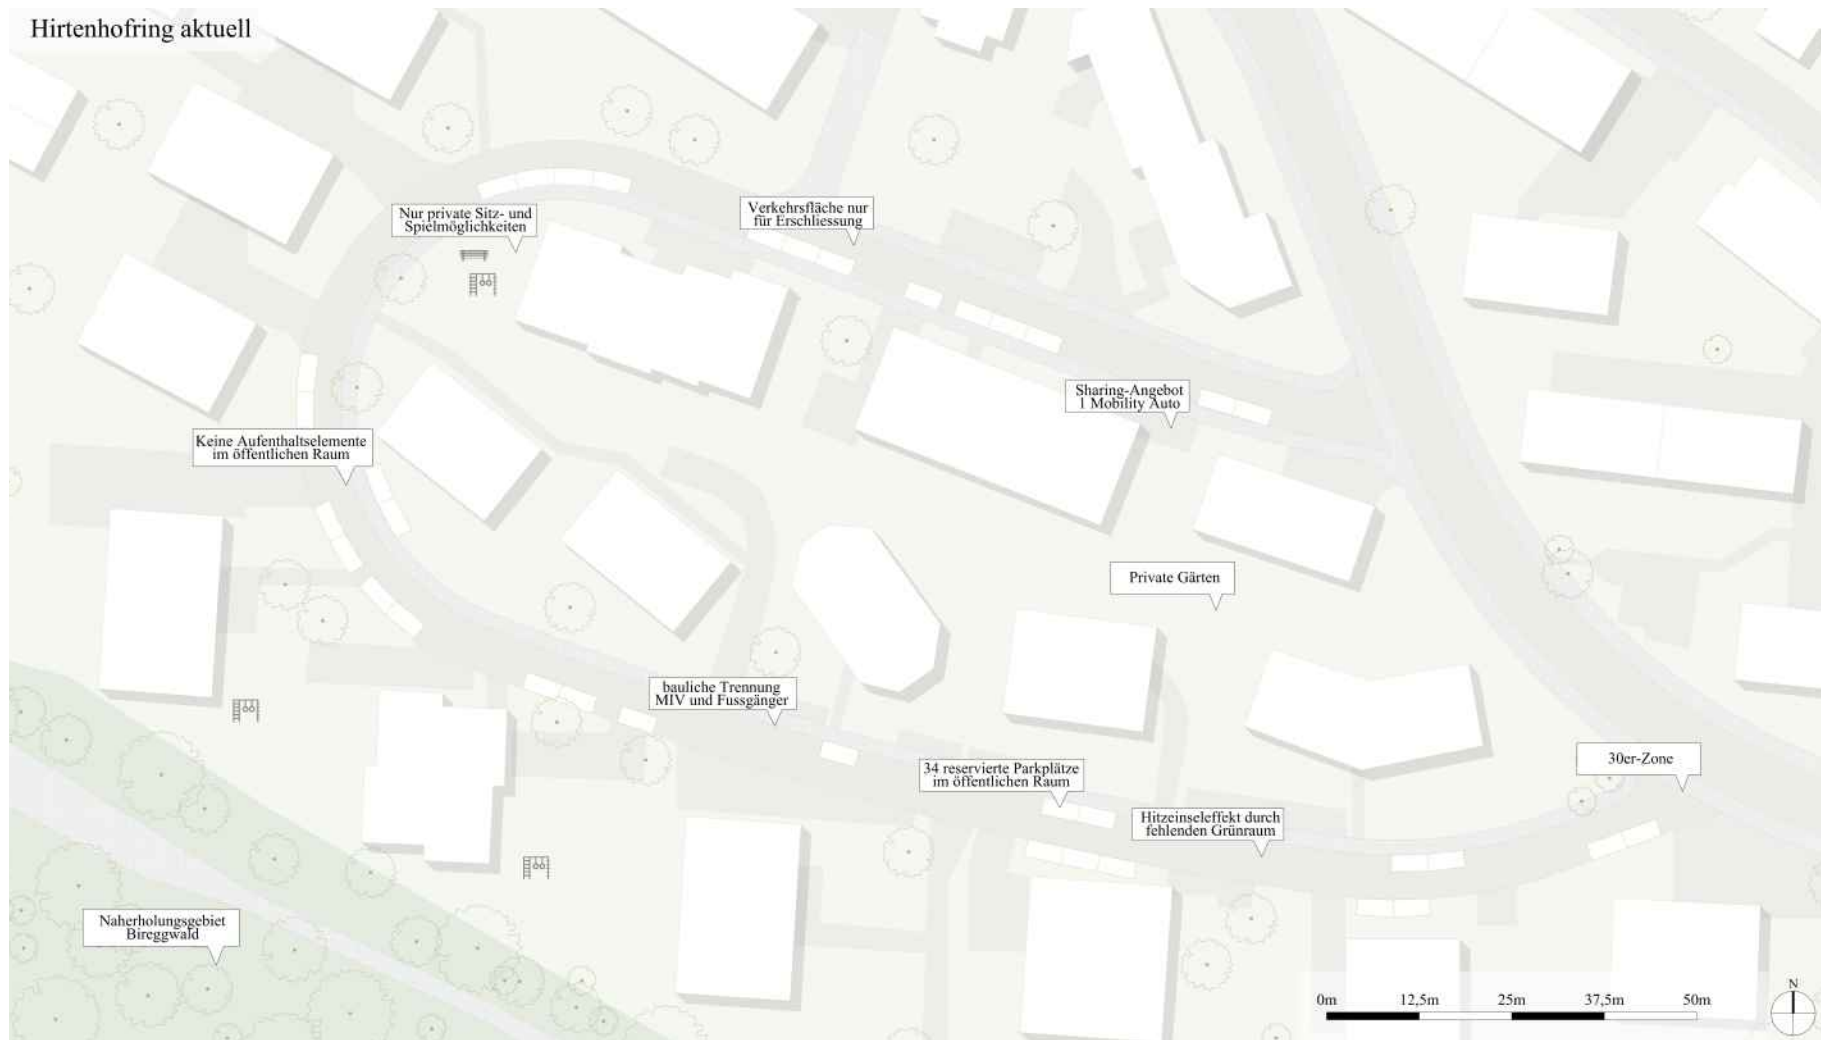 Hirtenhofring aktuell
Nur private Sitz- und
Spielmöglichkeiten
Verkehrsfläche nur
für Erschliessung
Sharing-Angebot
1 Mobility Auto
Keine Aufenthaltselemente
im öffentlichen Raum
Private Gärten
bauliche Trennung
MIV und Fussgänger
34 reservierte Parkplätze
im öffentlichen Raum
30er-Zone
Hitzeinseleffekt durch
fehlenden Grünraum
Naherholungsgebiet
Bireggwald
0m 12,5m 25m 37,5m 50m
N